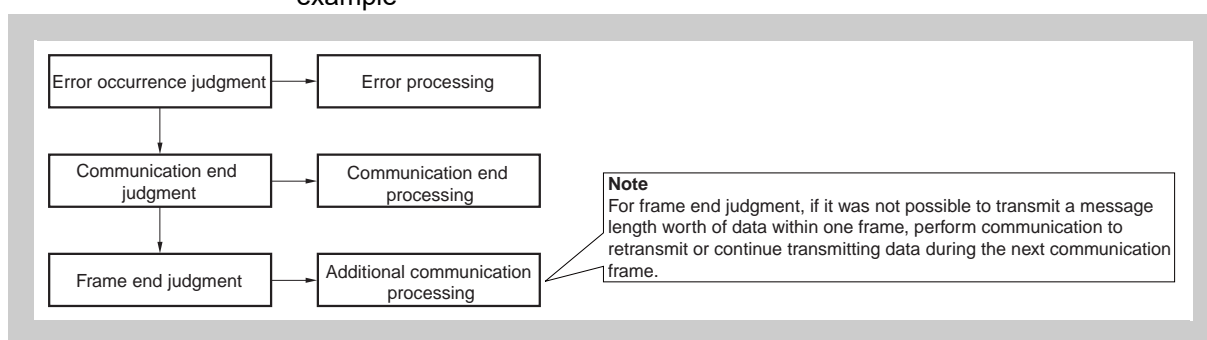 example
Error occurrence judgment
Error processing
Communication end
judgment
Communication end
processing
Note
For frame end judgment, if it was not possible to transmit a message
length worth of data within one frame, perform communication to
retransmit or continue transmitting data during the next communication
frame.
Frame end judgment
Additional communication
processing